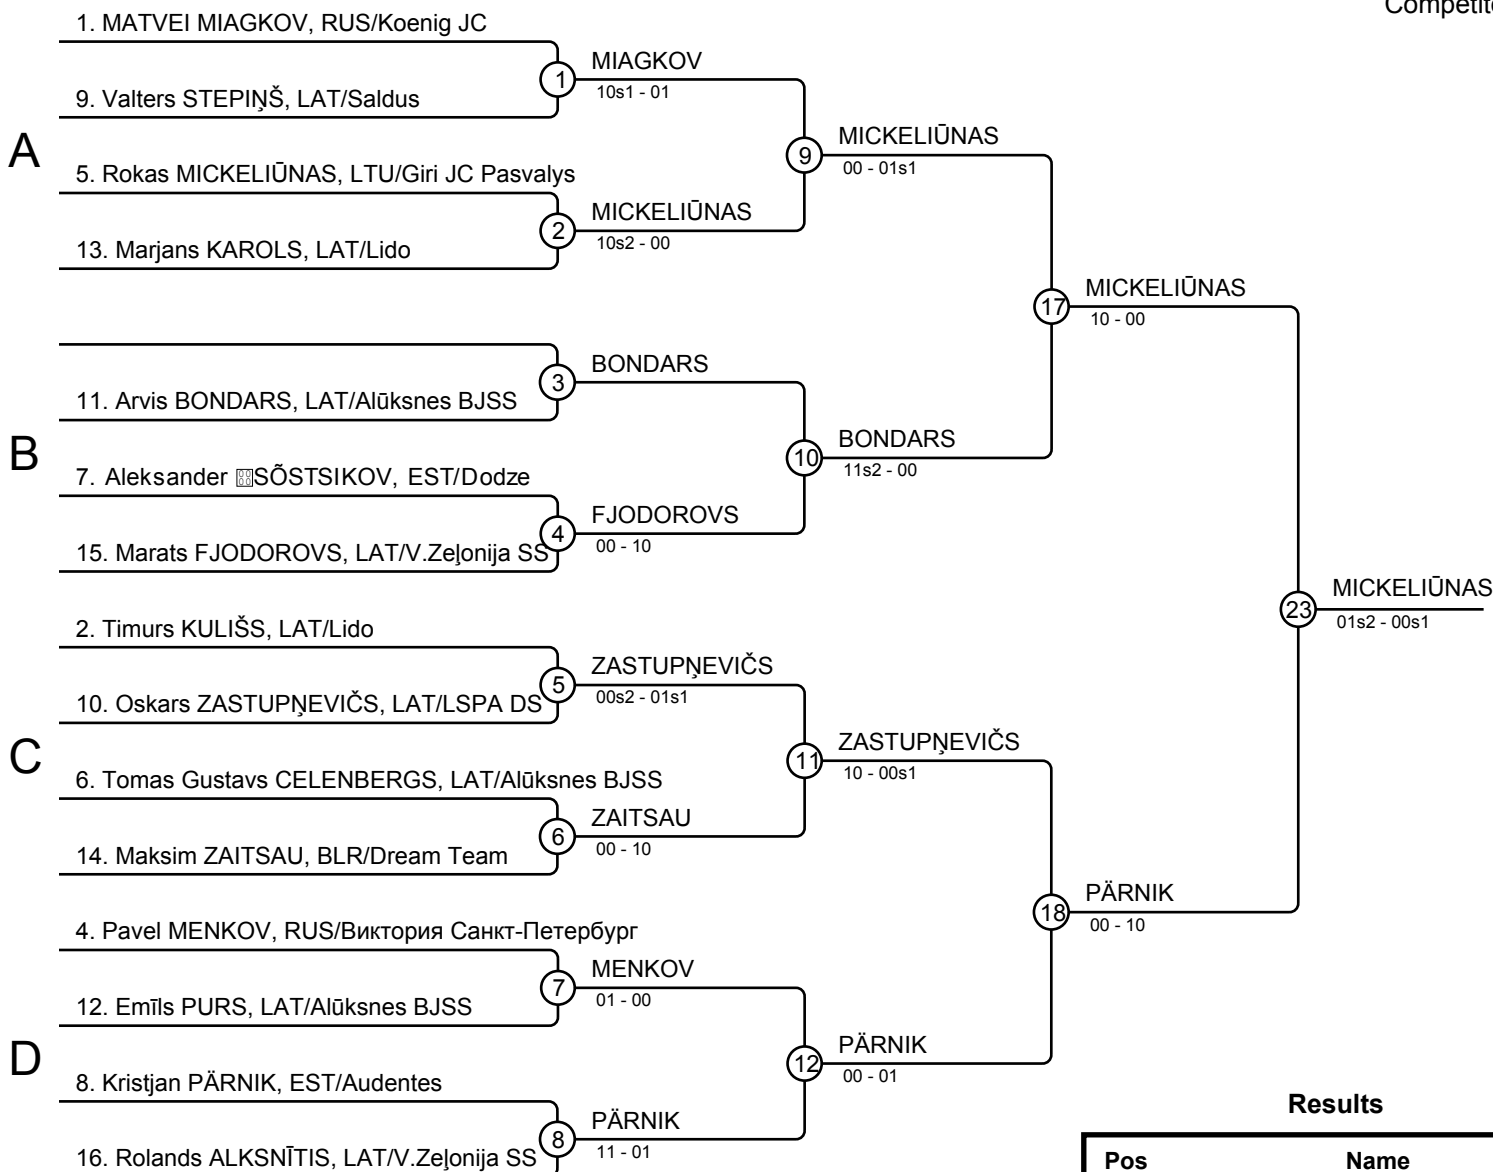 Competit
1. MATVEI MIAGKOV, RUS/Koenig JC
MIAGKOV
1
10s1 - 01
9. Valters STEPIŅŠ, LAT/Saldus
A
MICKELIŪNAS
9
00 - 01s1
5. Rokas MICKELIŪNAS, LTU/Giri JC Pasvalys
MICKELIŪNAS
2
10s2 - 00
13. Marjans KAROLS, LAT/Lido
MICKELIŪNAS
17
10 - 00
BONDARS
3
11. Arvis BONDARS, LAT/Alūksnes BJSS
B
BONDARS
10
11s2 - 00
7. Aleksander SÕSTSIKOV, EST/Dodze
FJODOROVS
4
00 - 10
15. Marats FJODOROVS, LAT/V.Zeļonija SS
MICKELIŪNAS
23
01s2 - 00s1
2. Timurs KULIŠS, LAT/Lido
ZASTUPŅEVIČS
5
00s2 - 01s1
10. Oskars ZASTUPŅEVIČS, LAT/LSPA DS
C
ZASTUPŅEVIČS
11
10 - 00s1
6. Tomas Gustavs CELENBERGS, LAT/Alūksnes BJSS
ZAITSAU
6
00 - 10
14. Maksim ZAITSAU, BLR/Dream Team
PÄRNIK
18
00 - 10
4. Pavel MENKOV, RUS/Виктория Санкт-Петербург
MENKOV
7
01 - 00
12. Emīls PURS, LAT/Alūksnes BJSS
D
PÄRNIK
12
00 - 01
8. Kristjan PÄRNIK, EST/Audentes
PÄRNIK
8
11 - 01
16. Rolands ALKSNĪTIS, LAT/V.Zeļonija SS
Results
Pos Name